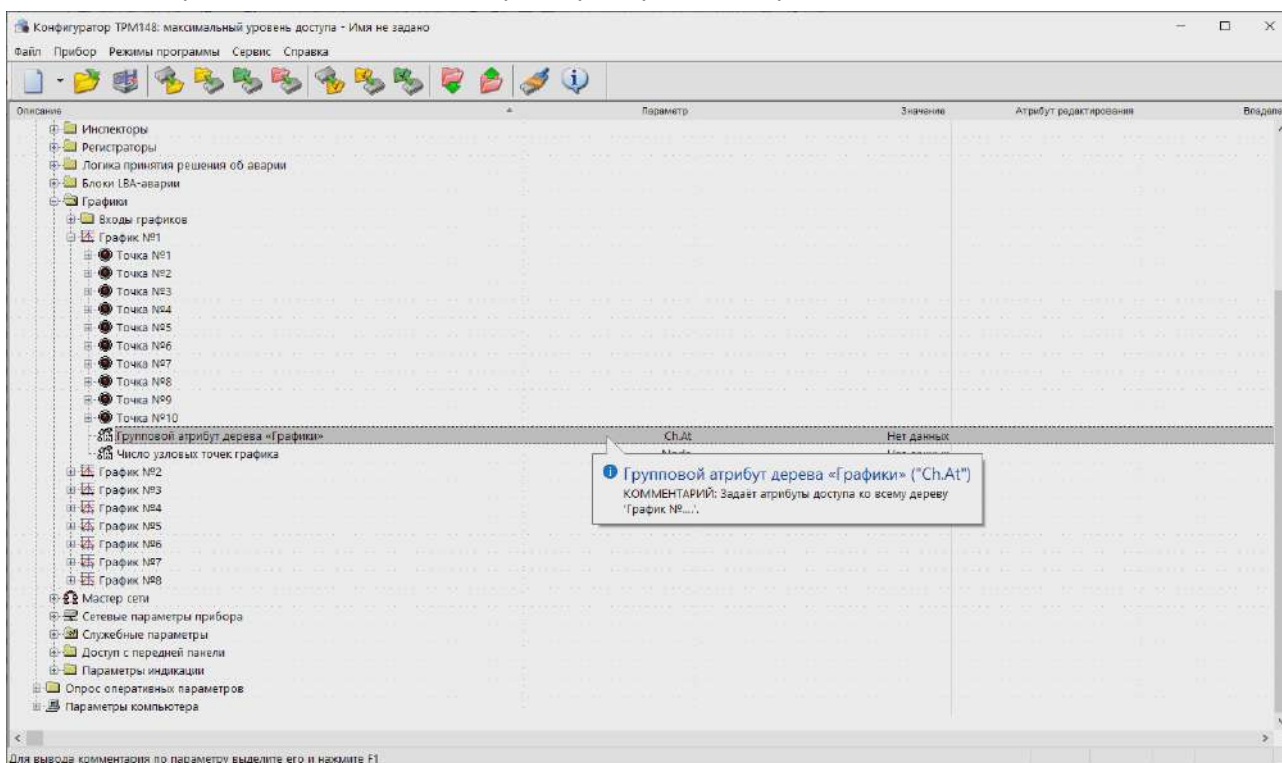 Конфигуратор ТРМ148: максимальный уровень доступа - Имя не задано
Файл Прибор Режимы программы Сервис Справка
Описание Параметр Значение Атрибут редактирования Владеле
Инспекторы
Регистраторы
Логика принятия решения об аварии
Блоки LBA-аварии
Графики
Входы графиков
График №1
Точка №1
Точка №2
Точка №3
Точка №4
Точка №5
Точка №6
Точка №7
Точка №8
Точка №9
Точка №10
Групповой атрибут дерева «Графики» Ch.At Нет данных
Число узловых точек графика Node Нет данных
График №2
Групповой атрибут дерева «Графики» ("Ch.At")
КОММЕНТАРИЙ: Задаёт атрибуты доступа ко всему дереву
'График №....'.
График №3
График №4
График №5
График №6
График №7
График №8
Мастер сети
Сетевые параметры прибора
Служебные параметры
Доступ с передней панели
Параметры индикации
Опрос оперативных параметров
Параметры компьютера
Для вывода комментария по параметру выделите его и нажмите F1